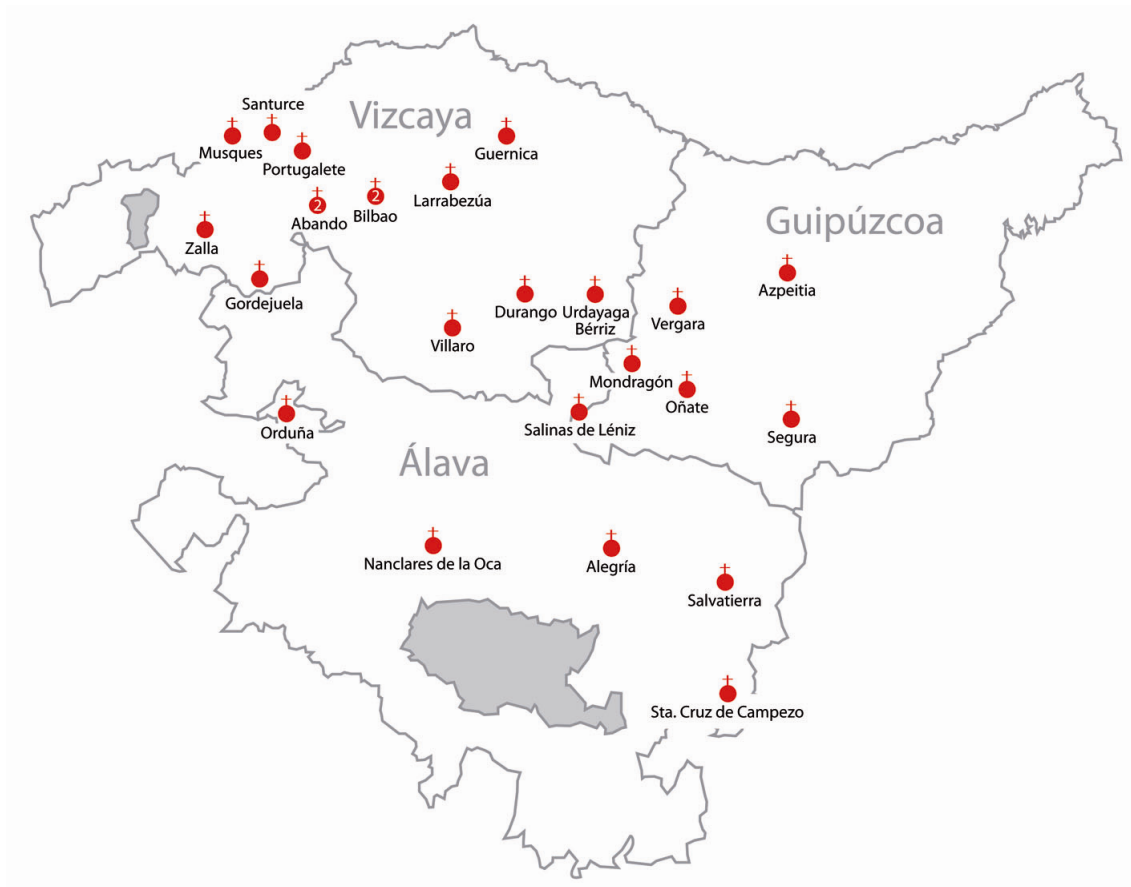 Santurce
Vizcaya
Musques
Portugalete
Guernica
2
Abando
2
Bilbao
Larrabezúa
Guipúzcoa
Zalla
Gordejuela
Azpeitia
Durango
Urdayaga
Bérriz
Vergara
Villaro
Mondragón
Oñate
Orduña
Salinas de Léniz
Segura
Álava
Nanclares de la Oca
Alegría
Salvatierra
Sta. Cruz de Campezo